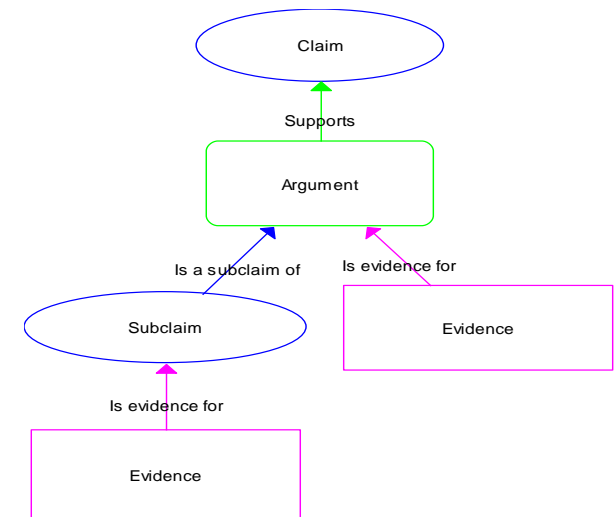 Claim
Supports
Argument
Is a subclaim of
Is evidence for
Subclaim
Evidence
Is evidence for
Evidence